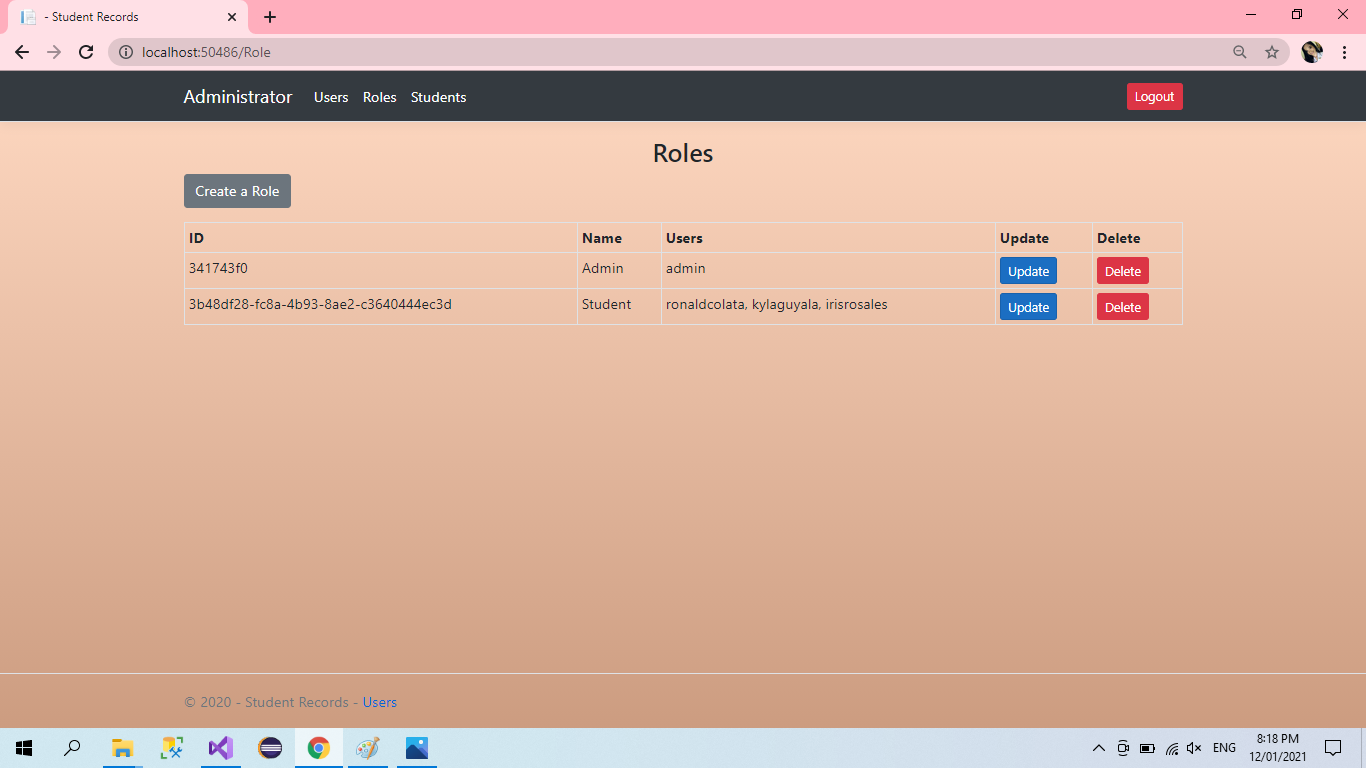 - Student Records
localhost:50486/Role
Administrator Users Roles Students Logout
Roles
Create a Role
ID Name Users Update Delete
341743f0 Admin admin Update Delete
3b48df28-fc8a-4b93-8ae2-c3640444ec3d Student ronaldcolata, kylaguyala, irisrosales Update Delete
© 2020 - Student Records - Users
ENG
8:18 PM
12/01/2021